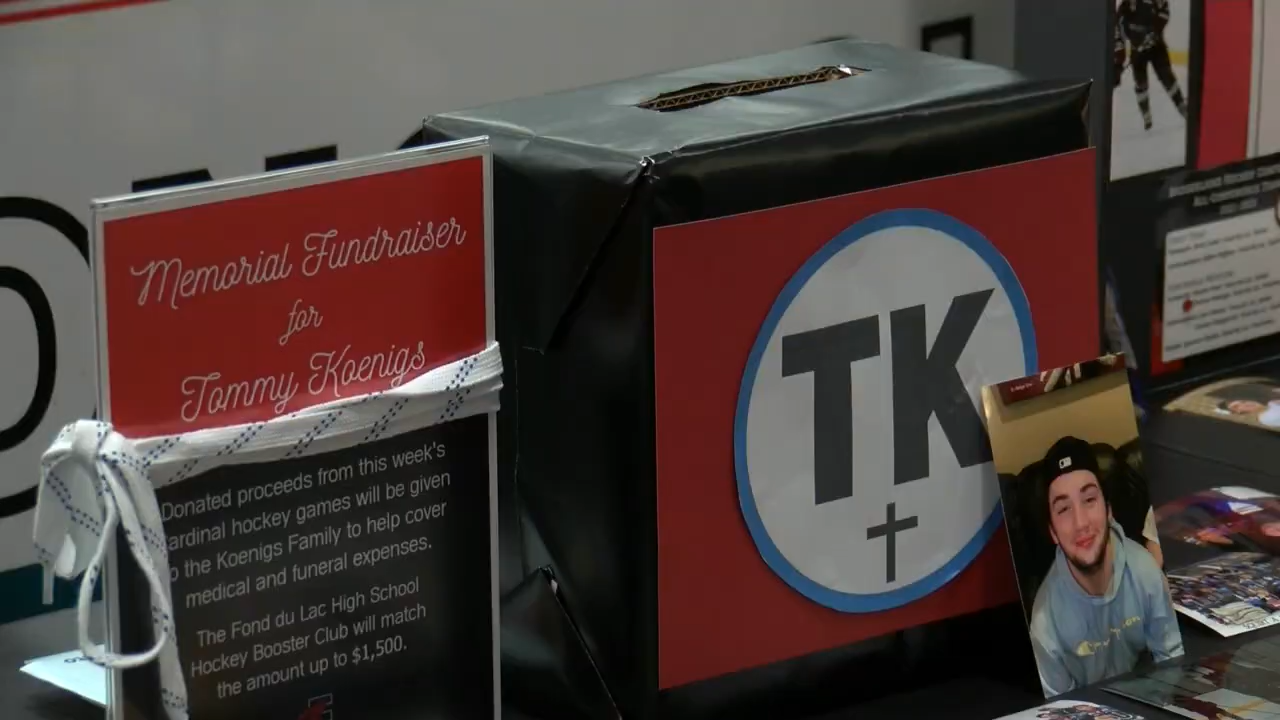 Memorial Fundraiser
for
Tommy Koenigs
Donated proceeds from this week's
ardinal hockey games will be given
o the Koenigs Family to help cover
medical and funeral expenses.
The Fond du Lac High School
Hockey Booster Club will match
the amount up to $1,500.
TK